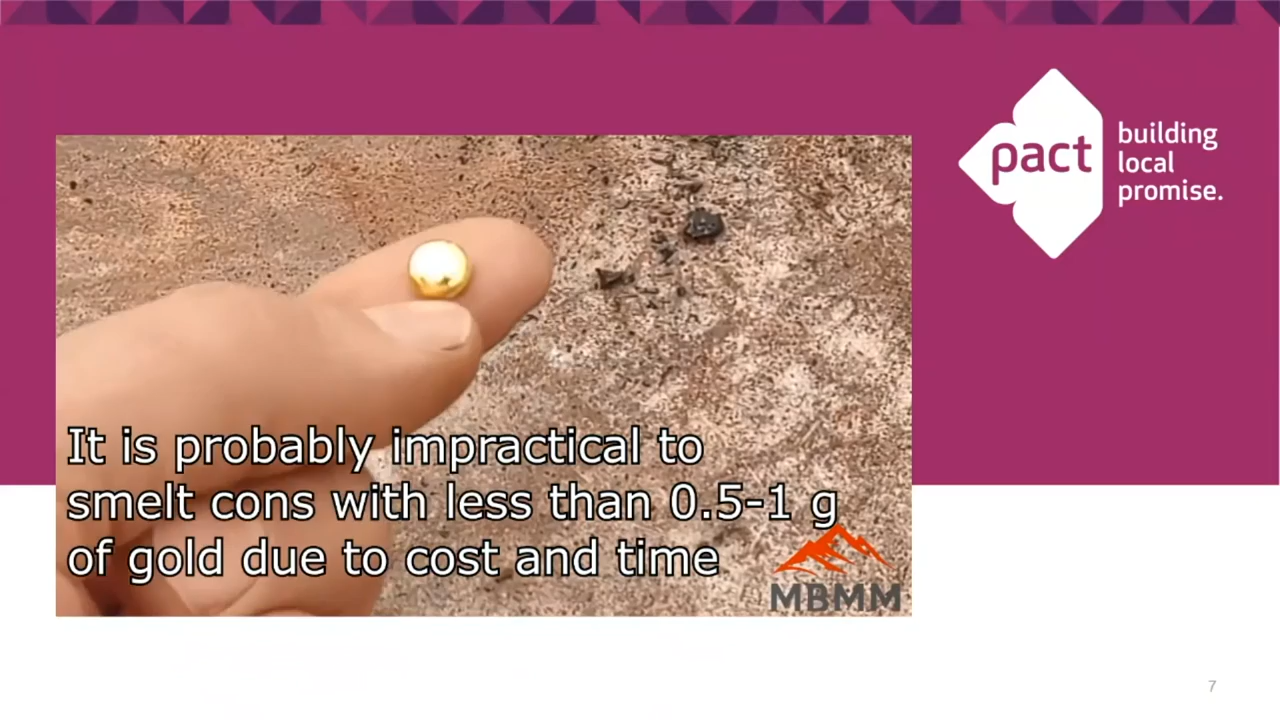 pact
building
local
promise.
It is probably impractical to
smelt cons with less than 0.5-1 g
of gold due to cost and time
MBMM
7